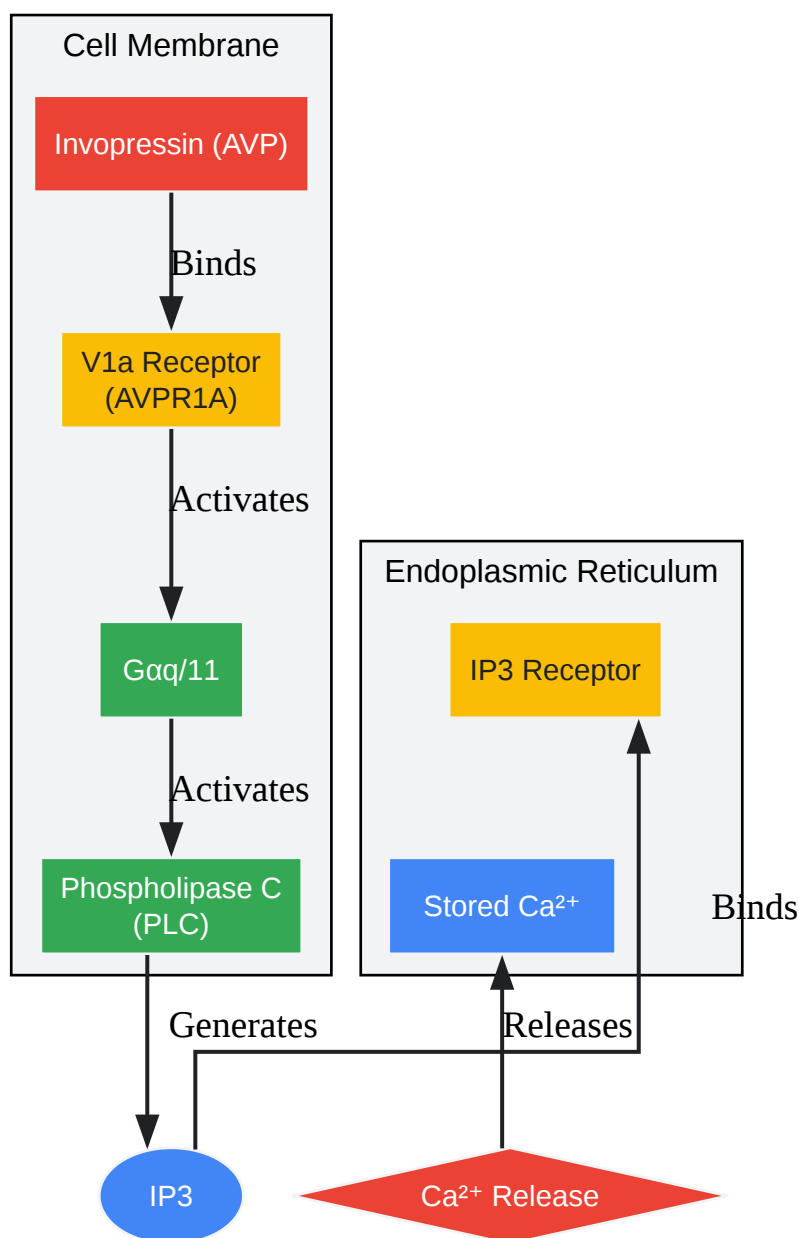 Cell Membrane
Invopressin (AVP)
Binds
V1a Receptor
(AVPR1A)
Activates
Endoplasmic Reticulum
Gαq/11
IP3 Receptor
Activates
Phospholipase C
(PLC)
Stored Ca²⁺
Binds
Generates
Releases
IP3
Ca²⁺ Release